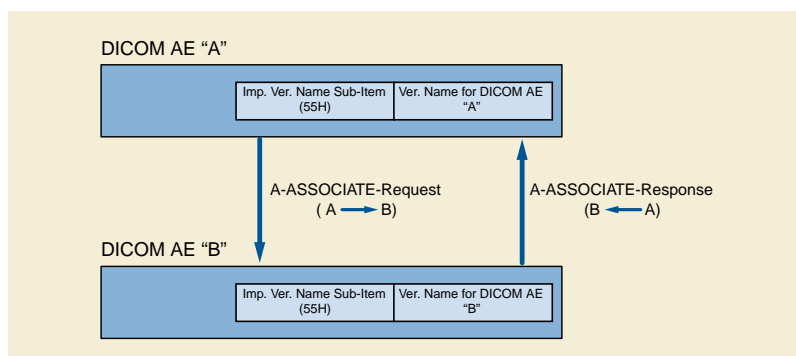 DICOM AE “A”
Imp. Ver. Name Sub-Item
(55H)
Ver. Name for DICOM AE
“A”
A-ASSOCIATE-Request
( A B)
A-ASSOCIATE-Response
(B A)
DICOM AE “B”
Imp. Ver. Name Sub-Item
(55H)
Ver. Name for DICOM AE
“B”